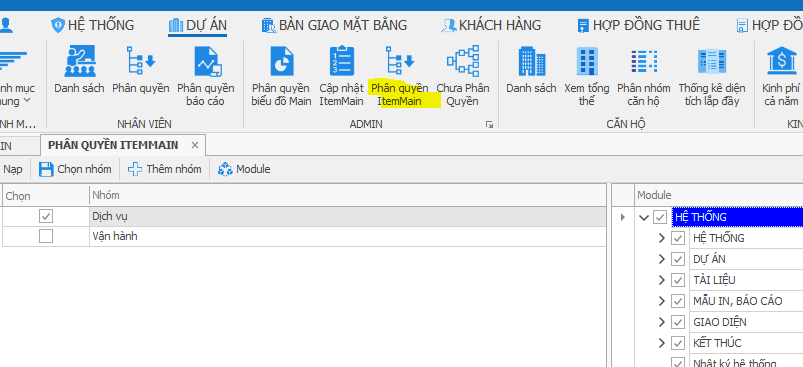 HỆ THỐNG DỰ ÁN BÀN GIAO MẶT BẰNG KHÁCH HÀNG HỢP ĐỒNG THUÊ HỢP ĐỒ
nh mục Danh sách Phân quyền Phân quyền Phân quyền Cập nhật Phân quyền Chưa Phân Danh sách Xem tổng Phân nhóm Thống kê diện Kinh phí
ung báo cáo biểu đồ Main ItemMain ItemMain Quyền thể căn hộ tích lấp đầy cả năm
NH M... NHÂN VIÊN ADMIN CĂN HỘ KIN
IN PHÂN QUYỀN ITEMMAIN ×
Nạp Chọn nhóm Thêm nhóm Module
Chọn Nhóm Module
Dịch vụ HỆ THỐNG
Vận hành HỆ THỐNG
DỰ ÁN
TÀI LIỆU
MẪU IN, BÁO CÁO
GIAO DIỆN
KẾT THÚC
Nhật ký hệ thống